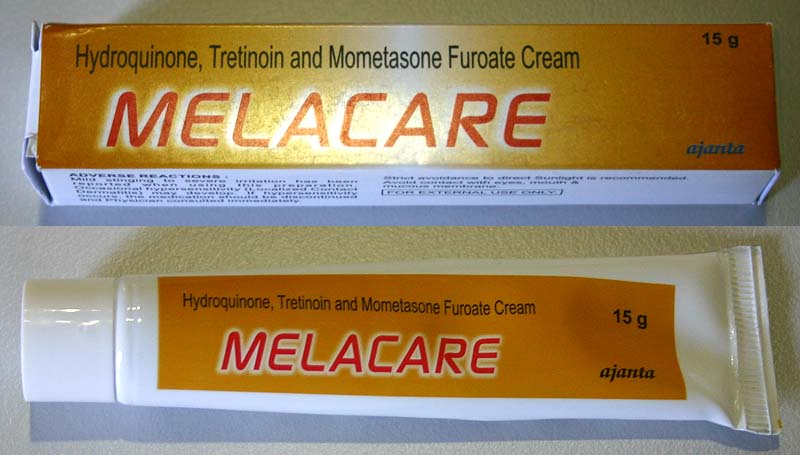 Hydroquinone, Tretinoin and Mometasone Furoate Cream
15 g
MELACARE
ajanta
ADVERSE REACTIONS :
Mild stinging to severe irritation has been
reported when using this preparation.
Occasional hypersensitivity (Localized Contact
Dermatitis) may develop. If hypersensitivity
occurs, the medication should be discontinued
and Physician consulted immediately.
Strict avoidance to direct Sunlight is recommended.
Avoid contact with eyes, mouth &
mucous membrane.
FOR EXTERNAL USE ONLY.
Hydroquinone, Tretinoin and Mometasone Furoate Cream
15 g
MELACARE
ajanta